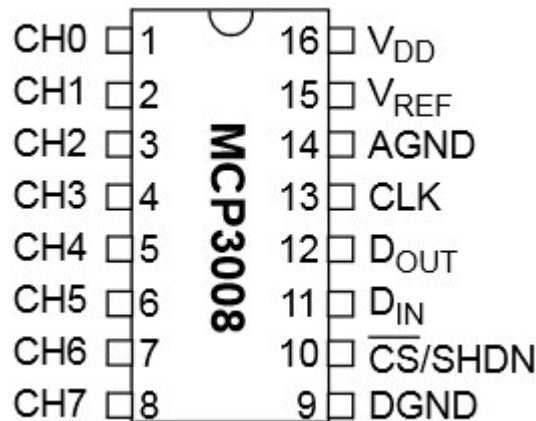 CH0 1 16 VDD
CH1 2 15 VREF
CH2 3 14 AGND
CH3 4 13 CLK
CH4 5 12 DOUT
CH5 6 11 DIN
CH6 7 10 CS/SHDN
CH7 8 9 DGND
MCP3008